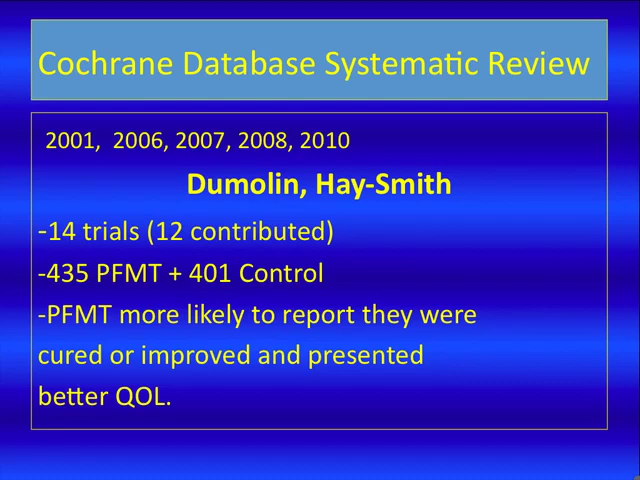 Cochrane Database Systematic Review
2001,  2006, 2007, 2008, 2010
Dumolin, Hay-Smith
-14 trials (12 contributed)
-435 PFMT + 401 Control
-PFMT more likely to report they were
cured or improved and presented
better QOL.